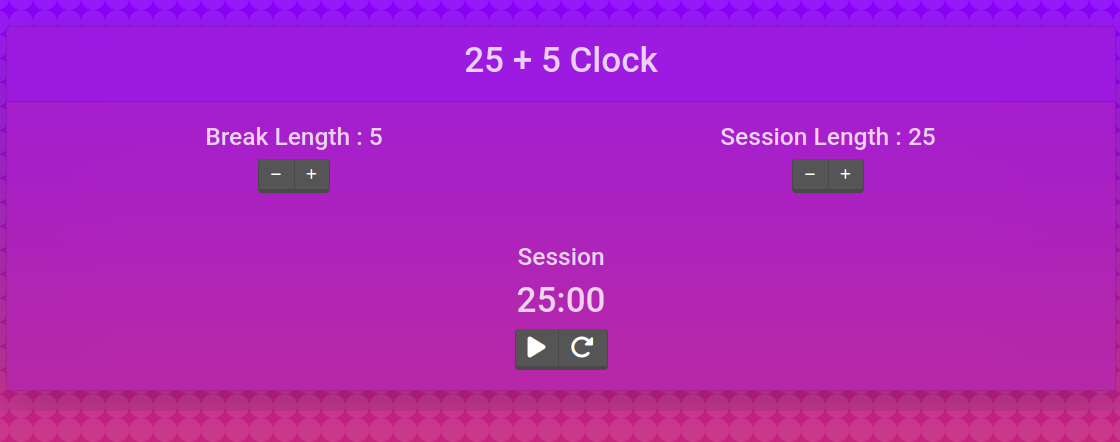 25 + 5 Clock
Break Length : 5
Session Length : 25
− +
− +
Session
25:00